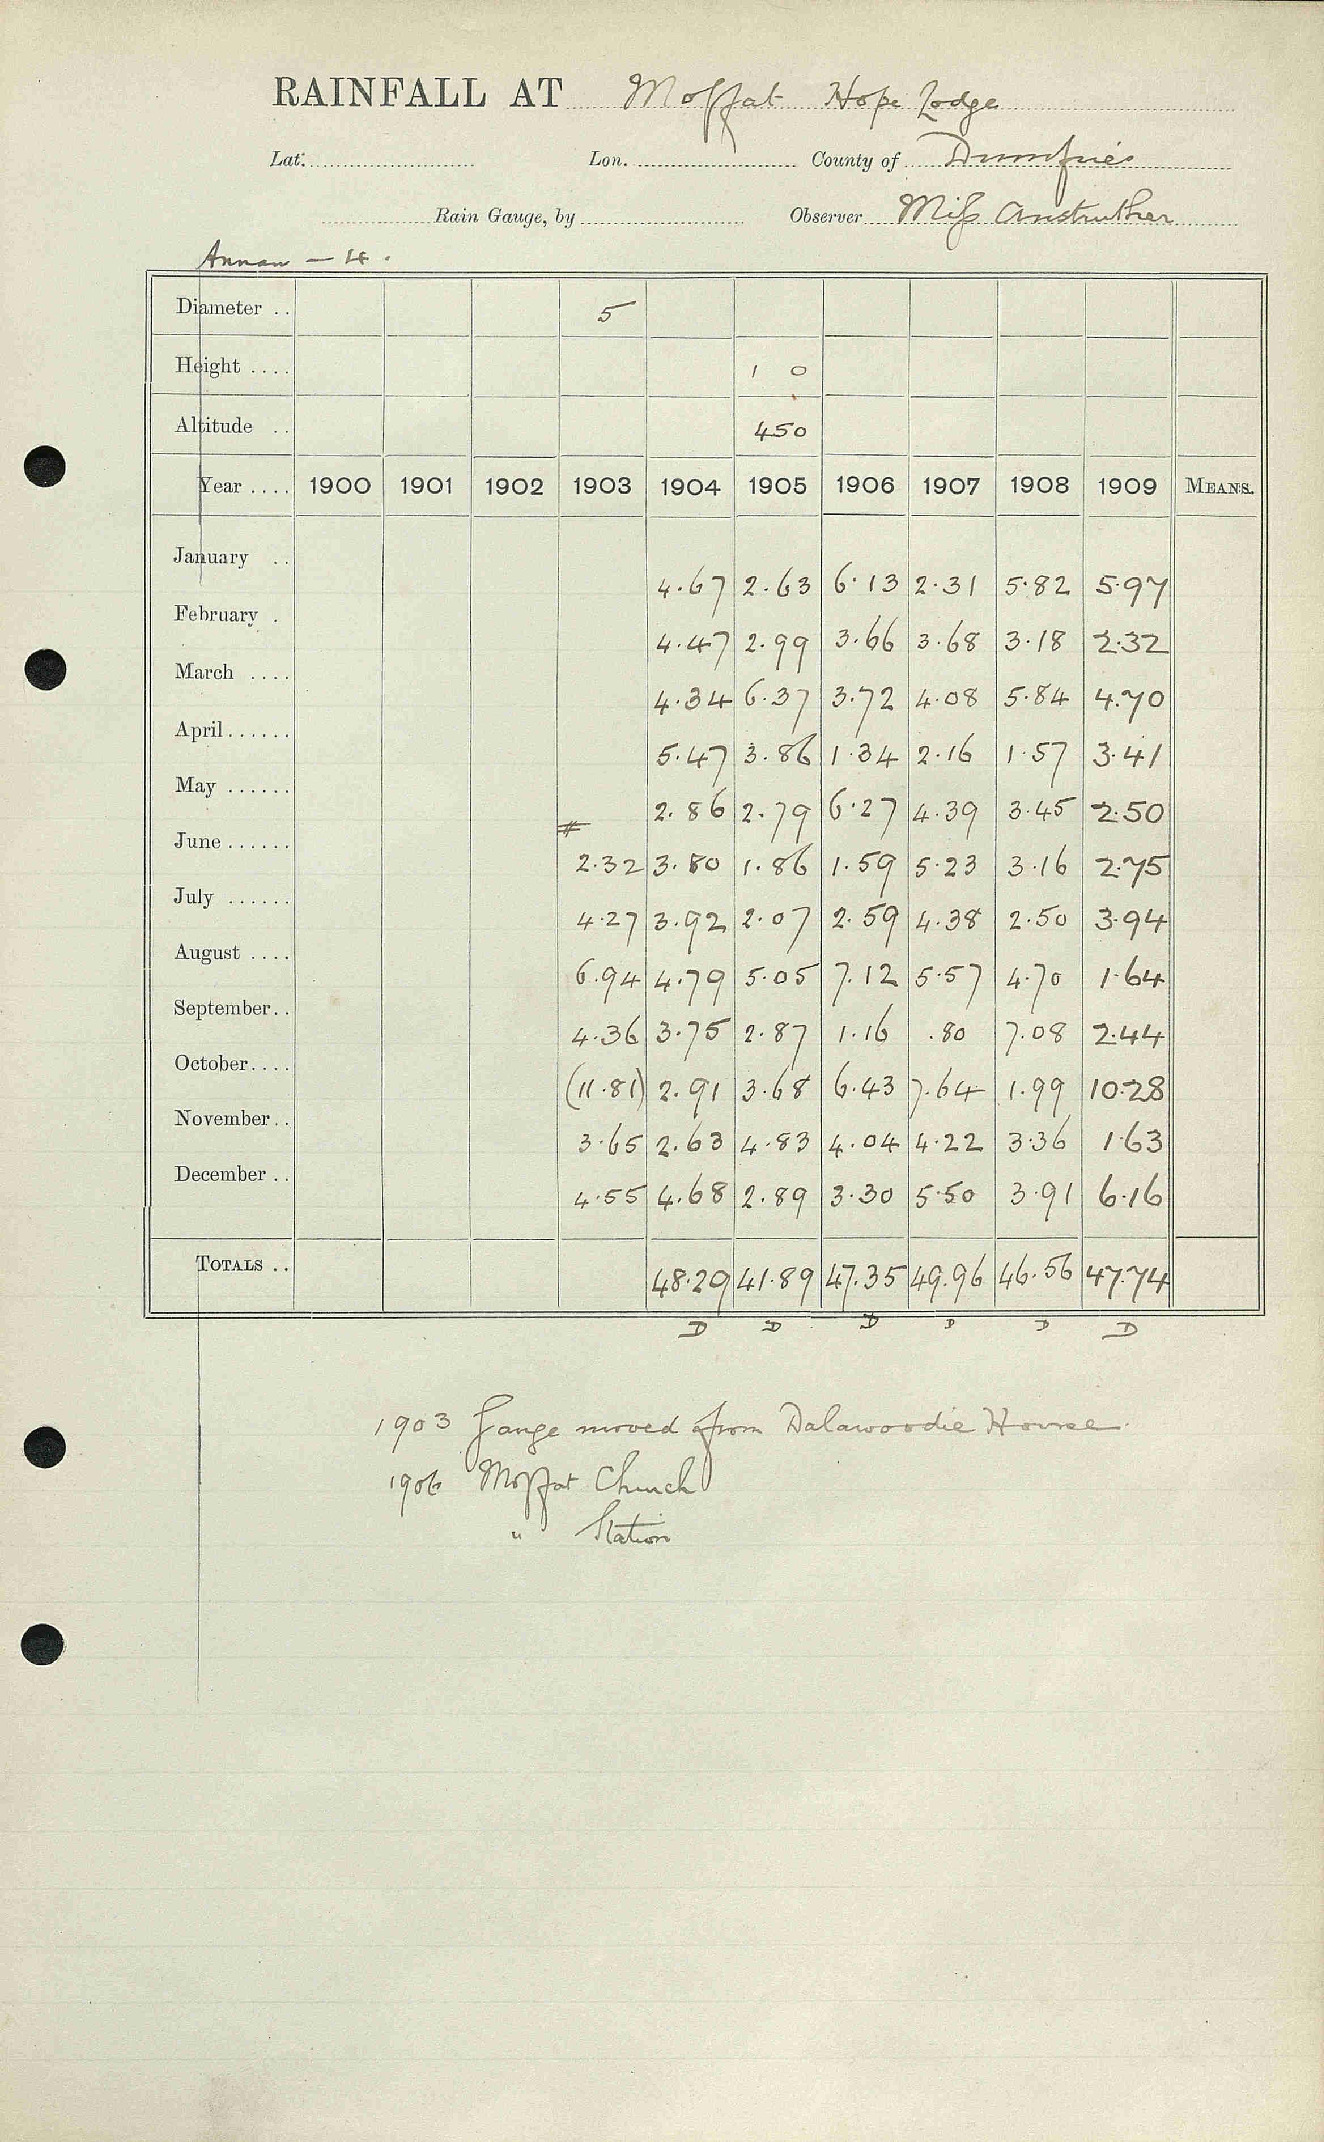 RAINFALL AT Moffat Hope Lodge
Lat. Lon. County of Dumfries
Rain Gauge, by Observer Miss Anstruther
Annan — 4.
Diameter .. 5
Height .... 1 0
Altitude .. 450
Year .... 1900 1901 1902 1903 1904 1905 1906 1907 1908 1909 MEANS.
January .. 4.67 2.63 6.13 2.31 5.82 5.97
February . 4.47 2.99 3.66 3.68 3.18 2.32
March .... 4.34 6.37 3.72 4.08 5.84 4.70
April...... 5.47 3.86 1.34 2.16 1.57 3.41
May ...... 2.86 2.79 6.27 4.39 3.45 2.50
June ...... # 2.32 3.80 1.86 1.59 5.23 3.16 2.75
July ...... 4.27 3.92 2.07 2.59 4.38 2.50 3.94
August .... 6.94 4.79 5.05 7.12 5.57 4.70 1.64
September.. 4.36 3.75 2.87 1.16 .80 7.08 2.44
October.... (11.81) 2.91 3.68 6.43 7.64 1.99 10.28
November.. 3.65 2.63 4.83 4.04 4.22 3.36 1.63
December .. 4.55 4.68 2.89 3.30 5.50 3.91 6.16
TOTALS .. 48.29 41.89 47.35 49.96 46.56 47.74
D D D D D D
1903 Gauge moved from Dalawoodie House.
1906 Moffat Church
" Station